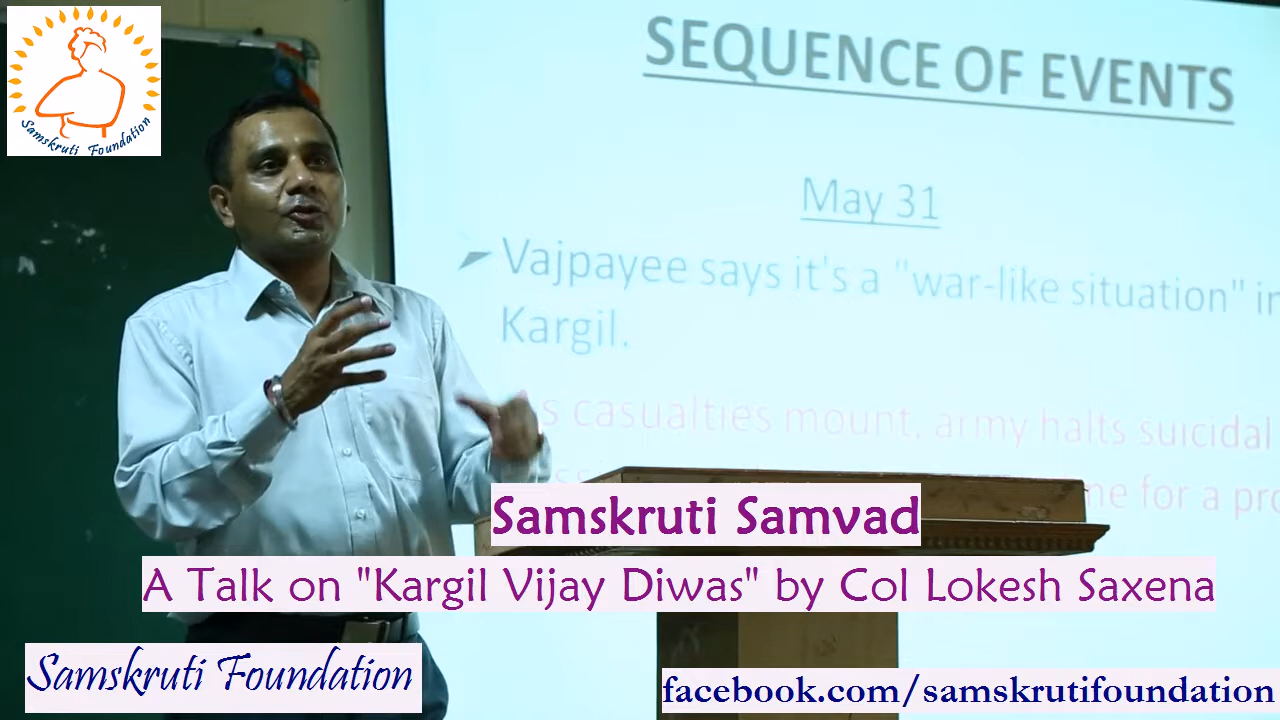 Samskruti Foundation
SEQUENCE OF EVENTS
May 31
Vajpayee says it's a "war-like situation" in
Kargil.
As casualties mount, army halts suicidal
me for a pro
Samskruti Samvad
A Talk on "Kargil Vijay Diwas" by Col Lokesh Saxena
Samskruti Foundation
facebook.com/samskrutifoundation